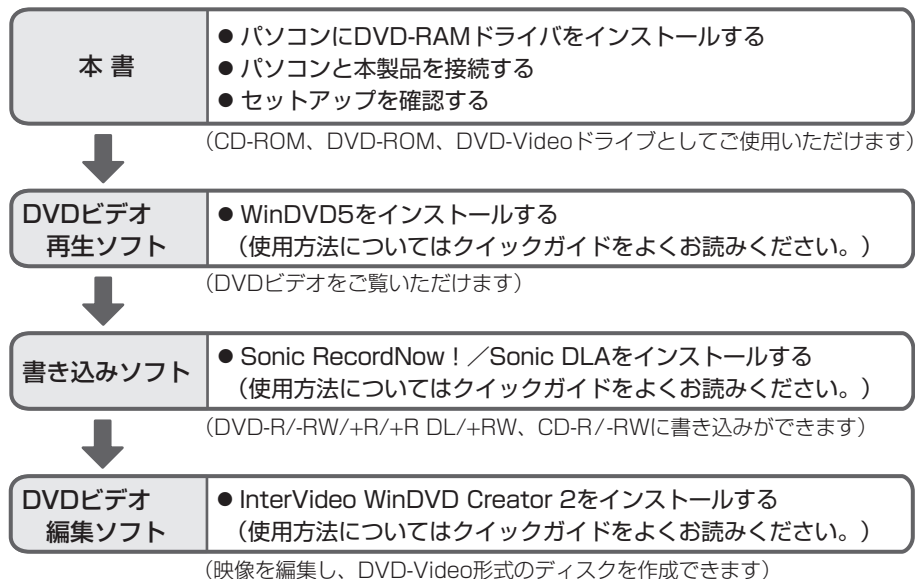 本 書
● パソコンにDVD-RAMドライバをインストールする
● パソコンと本製品を接続する
● セットアップを確認する
(CD-ROM、DVD-ROM、DVD-Videoドライブとしてご使用いただけます)
DVDビデオ
再生ソフト
● WinDVD5をインストールする
(使用方法についてはクイックガイドをよくお読みください。)
(DVDビデオをご覧いただけます)
書き込みソフト
● Sonic RecordNow!/Sonic DLAをインストールする
(使用方法についてはクイックガイドをよくお読みください。)
(DVD-R/-RW/+R/+R DL/+RW、CD-R/-RWに書き込みができます)
DVDビデオ
編集ソフト
● InterVideo WinDVD Creator 2をインストールする
(使用方法についてはクイックガイドをよくお読みください。)
(映像を編集し、DVD-Video形式のディスクを作成できます)